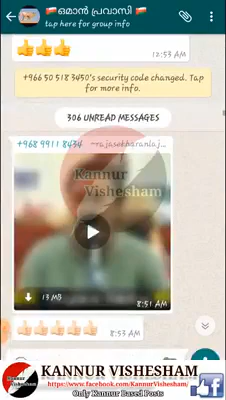 ഒമാൻ പ്രവാസി
tap here for group info
12:53 AM
+966 50 518 3450's security code changed. Tap
for more info.
306 UNREAD MESSAGES
+968 9911 8434 ~rajasekharanlaj...
Kannur
Vishesham
13 MB
8:51 AM
8:53 AM
KANNUR VISHESHAM
https://www.facebook.com/KannurVishesham/
Only Kannur Based Posts